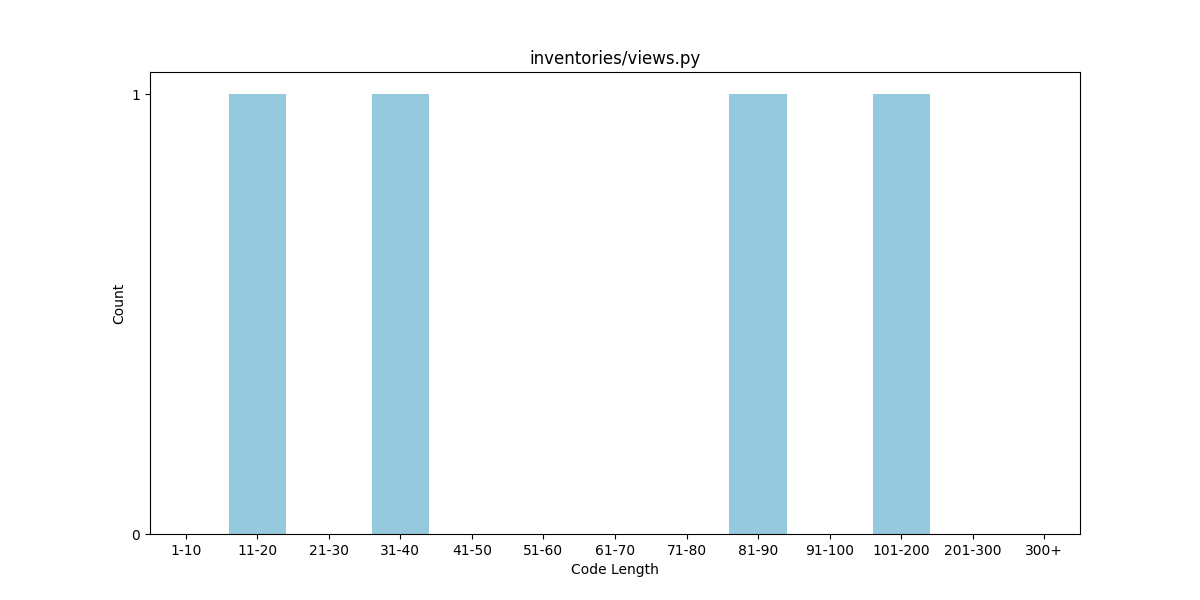 inventories/views.py
1
Count
0
1-10 11-20 21-30 31-40 41-50 51-60 61-70 71-80 81-90 91-100 101-200 201-300 300+
Code Length